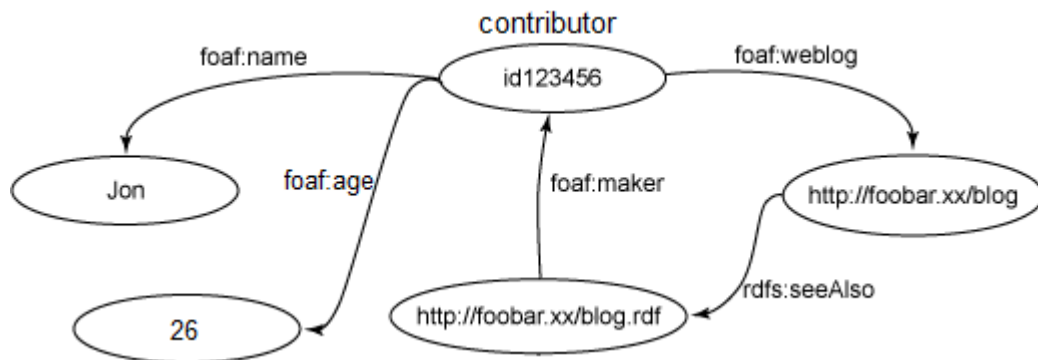 contributor
foaf:name
id123456
foaf:weblog
Jon
foaf:age
foaf:maker
http://foobar.xx/blog
rdfs:seeAlso
26
http://foobar.xx/blog.rdf